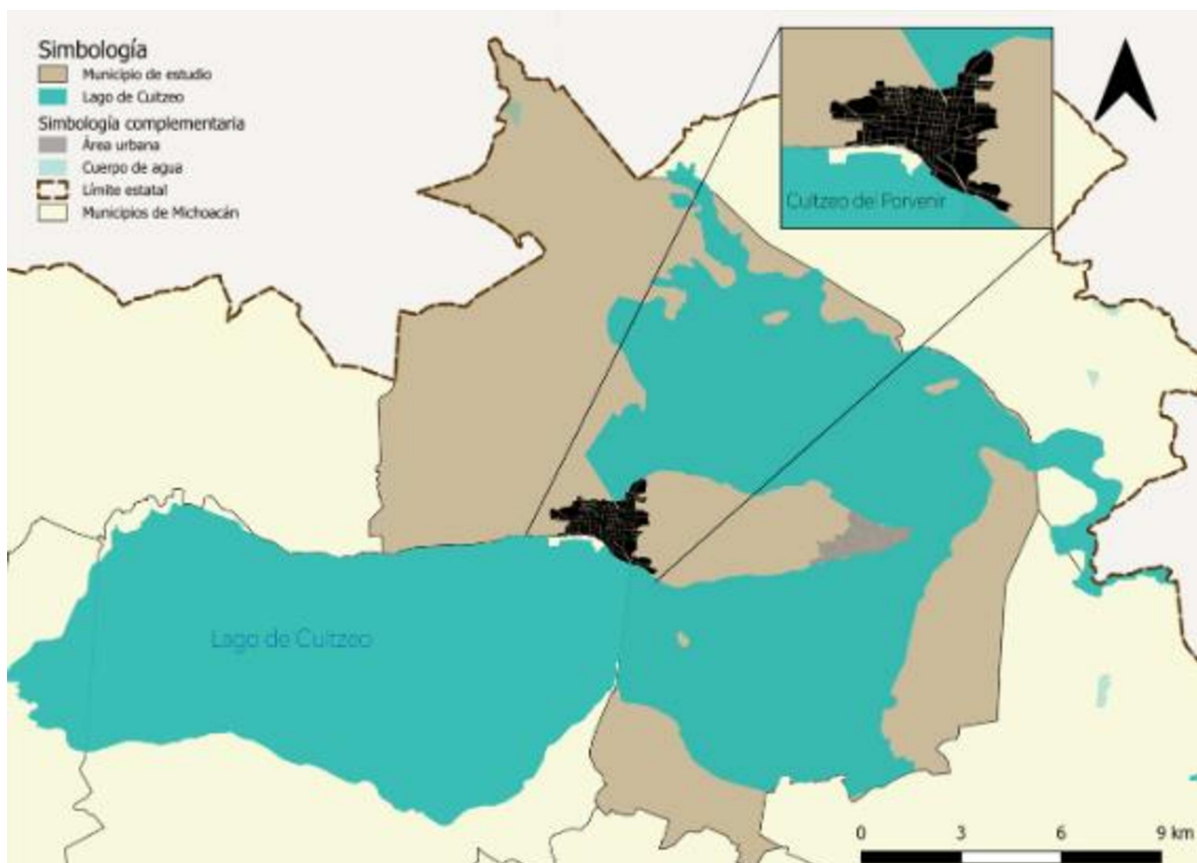 Simbología
Municipio de estudio
Lago de Cuitzeo
Simbología complementaria
Área urbana
Cuerpo de agua
Límite estatal
Municipios de Michoacán
Cuitzeo del Porvenir
Lago de Cuitzeo
0 3 6 9 km